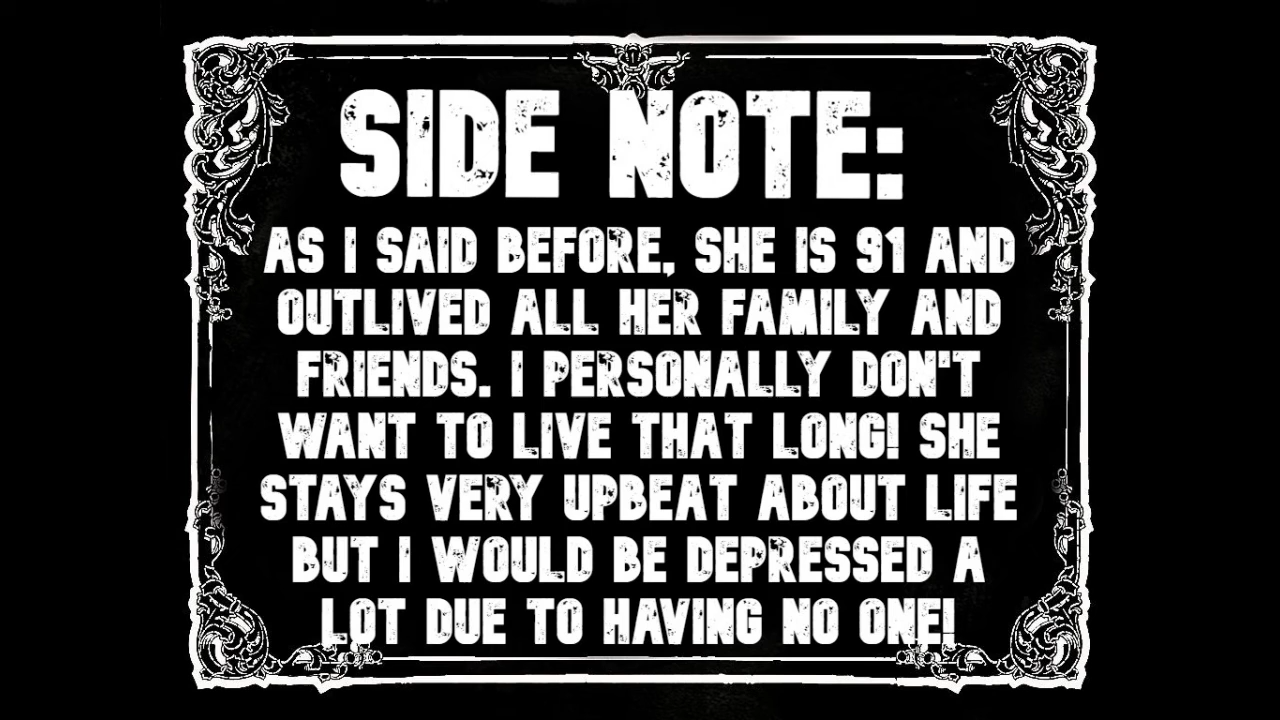 SIDE NOTE:
AS I SAID BEFORE, SHE IS 91 AND
OUTLIVED ALL HER FAMILY AND
FRIENDS. I PERSONALLY DON'T
WANT TO LIVE THAT LONG! SHE
STAYS VERY UPBEAT ABOUT LIFE
BUT I WOULD BE DEPRESSED A
LOT DUE TO HAVING NO ONE!